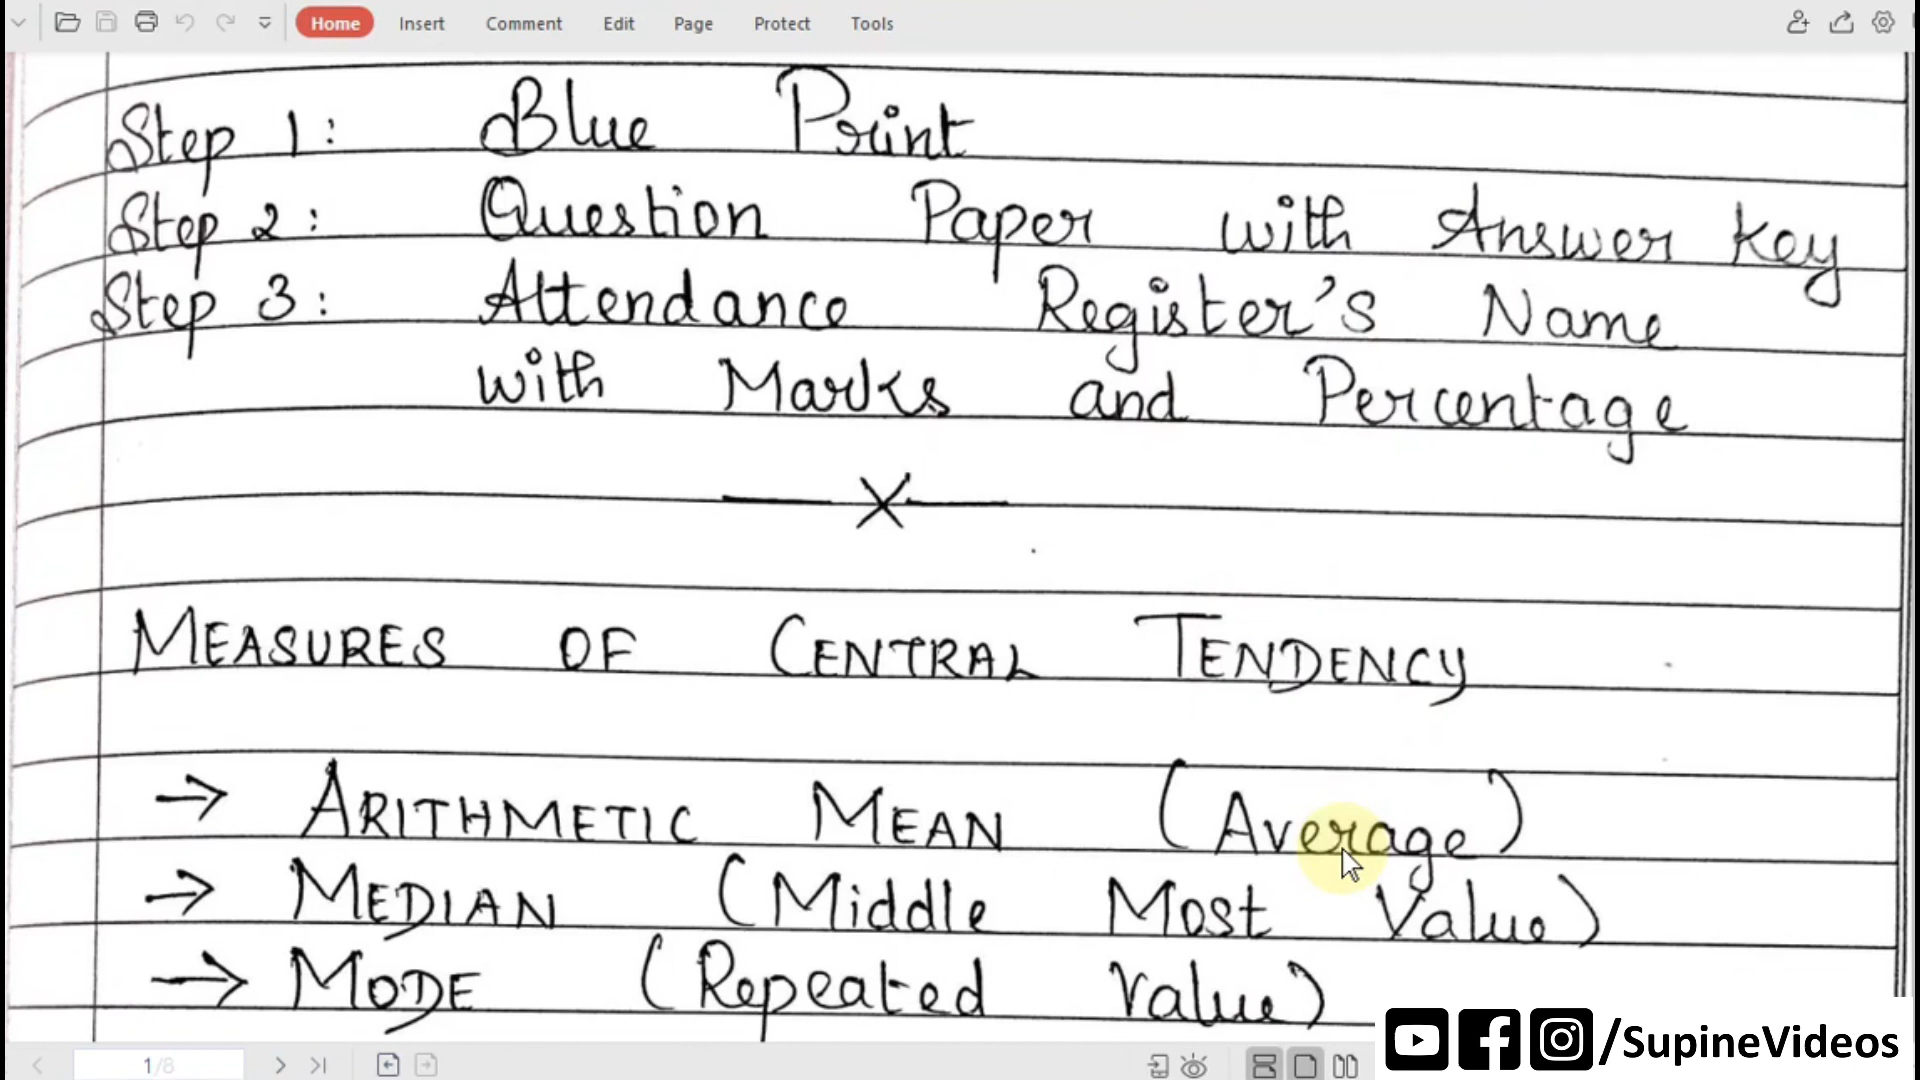 Home Insert Comment Edit Page Protect Tools
Step 1: Blue Print
Step 2: Question Paper with Answer key
Step 3: Attendance Register's Name
with Marks and Percentage
X
MEASURES OF CENTRAL TENDENCY
→ ARITHMETIC MEAN (Average)
→ MEDIAN (Middle Most Value)
→ MODE (Repeated Value)
1/8
/SupineVideos